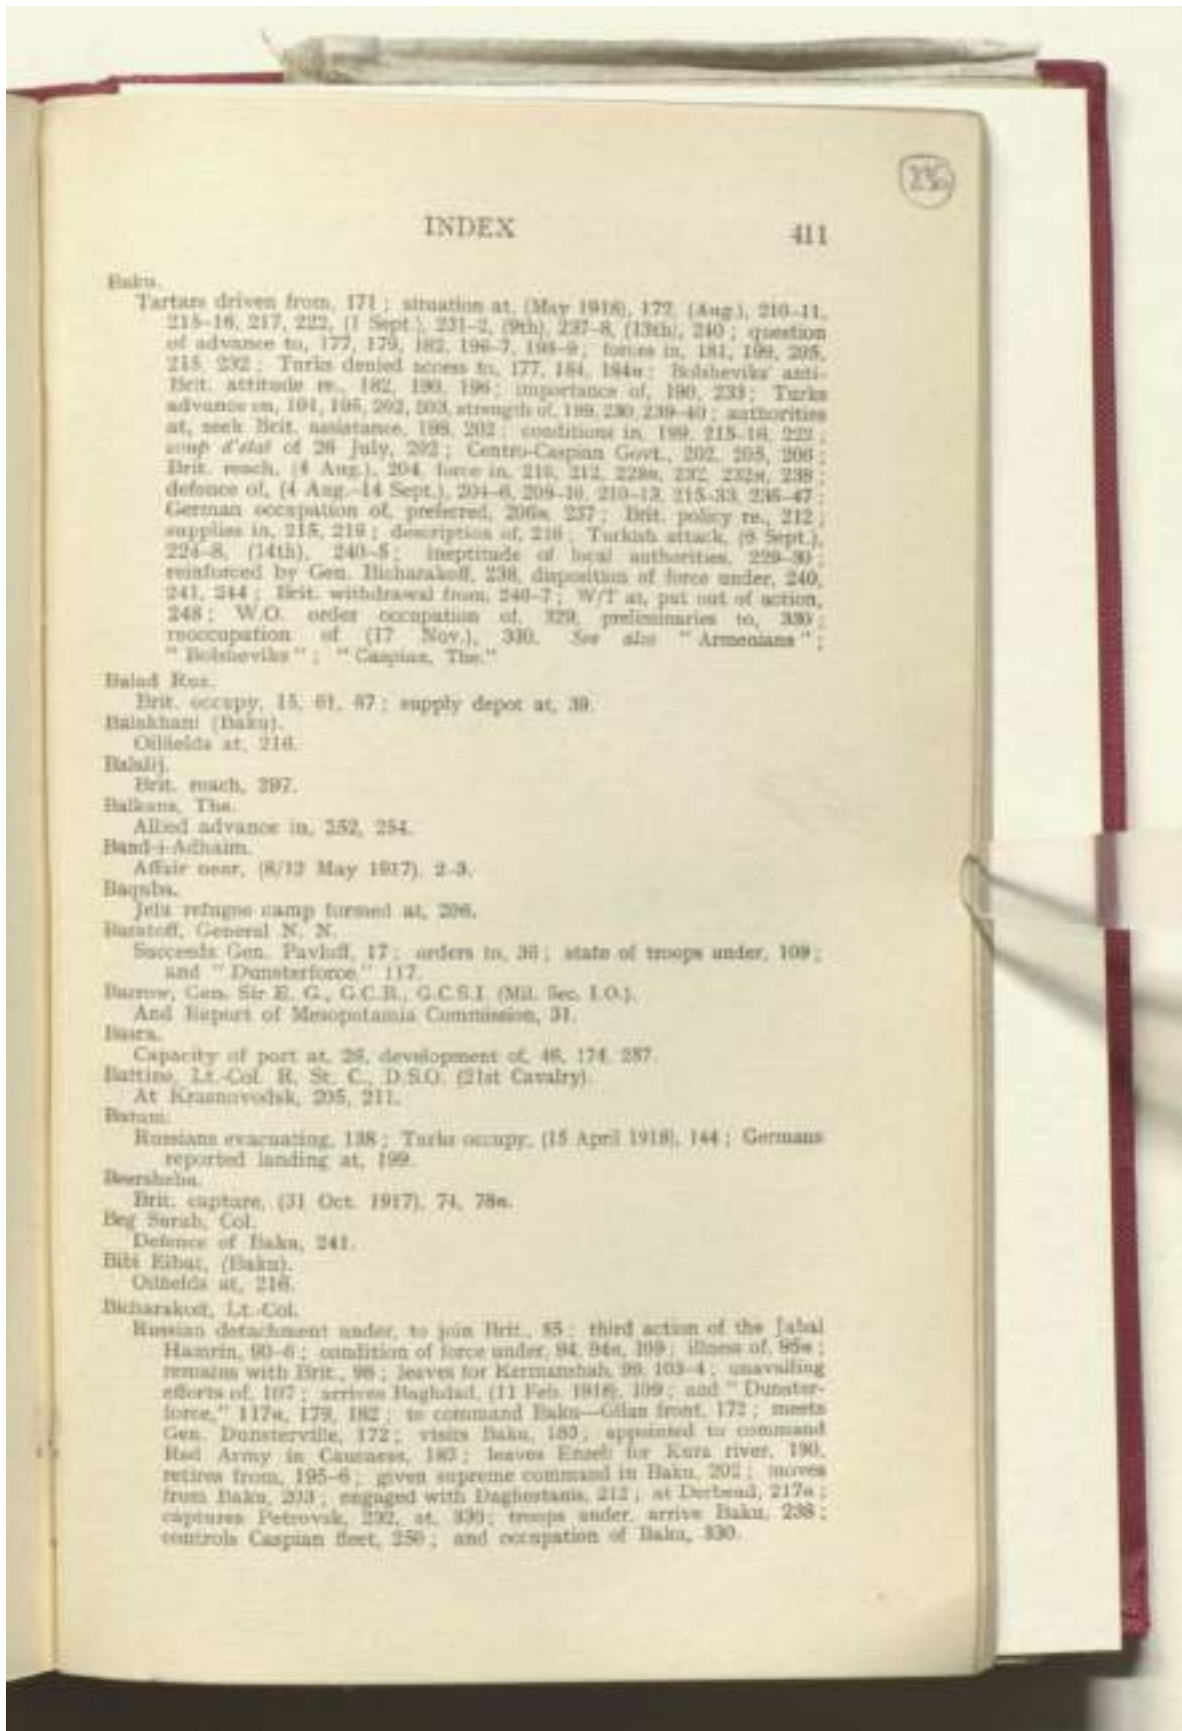 INDEX
411
Baku.
Tartars driven from, 171 ; situation at, (May 1918), 172, (Aug.), 210-11,
215-16, 217, 222, (1 Sept.), 231-2, (9th), 237-8, (13th), 240 ; question
of advance to, 177, 179, 182, 196-7, 198-9 ; forces in, 181, 199, 205,
215, 232 ; Turks denied access to, 177, 184, 184n ; Bolsheviks' anti-
Brit. attitude re., 182, 190, 196 ; importance of, 190, 233 ; Turks
advance on, 191, 195, 202, 203, strength of, 199, 230, 239-40 ; authorities
at, seek Brit. assistance, 198, 202 ; conditions in, 199, 215-16, 222 ;
coup d'etat of 26 July, 202 ; Centro-Caspian Govt., 202, 205, 206 ;
Brit. reach, (4 Aug.), 204, force in, 210, 212, 228n, 232, 232n, 238 ;
defence of, (4 Aug.-14 Sept.), 204-6, 209-10, 210-13, 215-33, 236-47 ;
German occupation of, preferred, 206n, 237 ; Brit. policy re., 212 ;
supplies in, 215, 219 ; description of, 216 ; Turkish attack, Sept.),
224-8, (14th), 240-5 ; ineptitude of local authorities, 229-30 ;
reinforced by Gen. Bicharakoff, 238, disposition of force under, 240,
241, 244 ; Brit. withdrawal from, 246-7 ; W/T at, put out of action,
248 ; W.O. order occupation of, 329, preliminaries to, 330 ;
reoccupation of (17 Nov.), 330. See also " Armenians " ;
" Bolsheviks " ; " Caspian, The."
Balad Ruz.
Brit. occupy, 15, 61, 67 ; supply depot at, 39.
Balakhani (Baku).
Oilfields at, 216.
Balalij.
Brit. reach, 297.
Balkans, The.
Allied advance in, 252, 254.
Band-i-Adhaim.
Affair near, (8/12 May 1917), 2-3.
Baquba.
Jelu refugee camp formed at, 206.
Baratoff, General N. N.
Succeeds Gen. Pavloff, 17 ; orders to, 36 ; state of troops under, 109 ;
and " Dunsterforce," 117.
Barrow, Gen. Sir E. G., G.C.B., G.C.S.I. (Mil. Sec. I.O.).
And Report of Mesopotamia Commission, 31.
Basra.
Capacity of port at, 26, development of, 46, 174, 287.
Battine, Lt.-Col. R. St. C., D.S.O. (21st Cavalry).
At Krasnovodsk, 205, 211.
Batum.
Russians evacuating, 138 ; Turks occupy, (15 April 1918), 144 ; Germans
reported landing at, 199.
Beersheba.
Brit. capture, (31 Oct. 1917), 74, 78n.
Beg Surab, Col.
Defence of Baku, 241.
Bibi Eibat, (Baku).
Oilfields at, 216.
Bicharakoff, Lt.-Col.
Russian detachment under, to join Brit., 85 ; third action of the Jabal
Hamrin, 90-6 ; condition of force under, 94, 94n, 109 ; illness of, 95n ;
remains with Brit., 98 ; leaves for Kermanshah, 99, 103-4 ; unavailing
efforts of, 107 ; arrives Baghdad, (11 Feb. 1918), 109 ; and " Dunster-
force," 117n, 179, 182 ; to command Baku—Gilan front, 172 ; meets
Gen. Dunsterville, 172 ; visits Baku, 183, appointed to command
Red Army in Caucasus, 183 ; leaves Enzeli for Kura river, 190,
retires from, 195-6 ; given supreme command in Baku, 202 ; moves
from Baku, 203 ; engaged with Daghestanis, 212 ; at Derbend, 217n ;
captures Petrovsk, 232, at, 330 ; troops under, arrive Baku, 238 ;
controls Caspian fleet, 250 ; and occupation of Baku, 330.